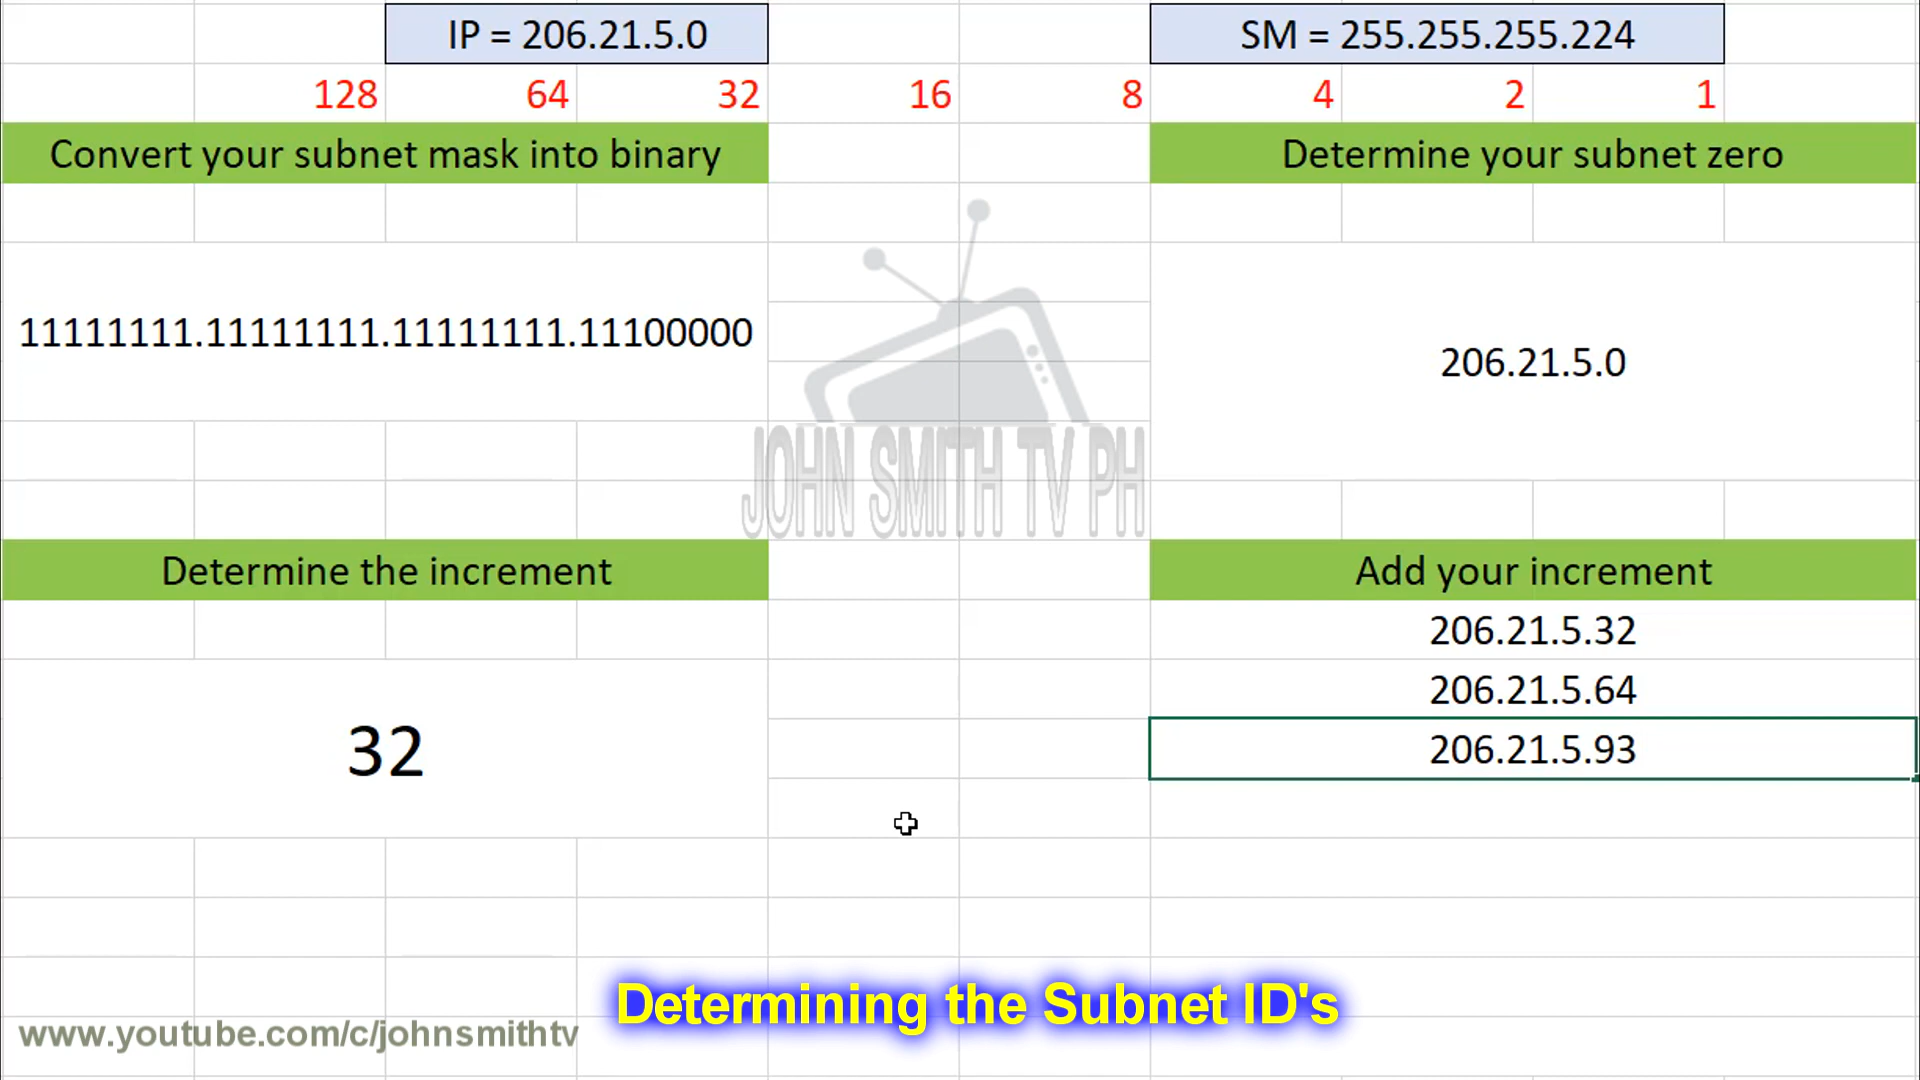 IP = 206.21.5.0
SM = 255.255.255.224
128 64 32 16 8 4 2 1
Convert your subnet mask into binary
Determine your subnet zero
11111111.11111111.11111111.11100000
206.21.5.0
JOHN SMITH TV PH
Determine the increment
Add your increment
206.21.5.32
206.21.5.64
32
206.21.5.93
Determining the Subnet ID's
www.youtube.com/c/johnsmithtv